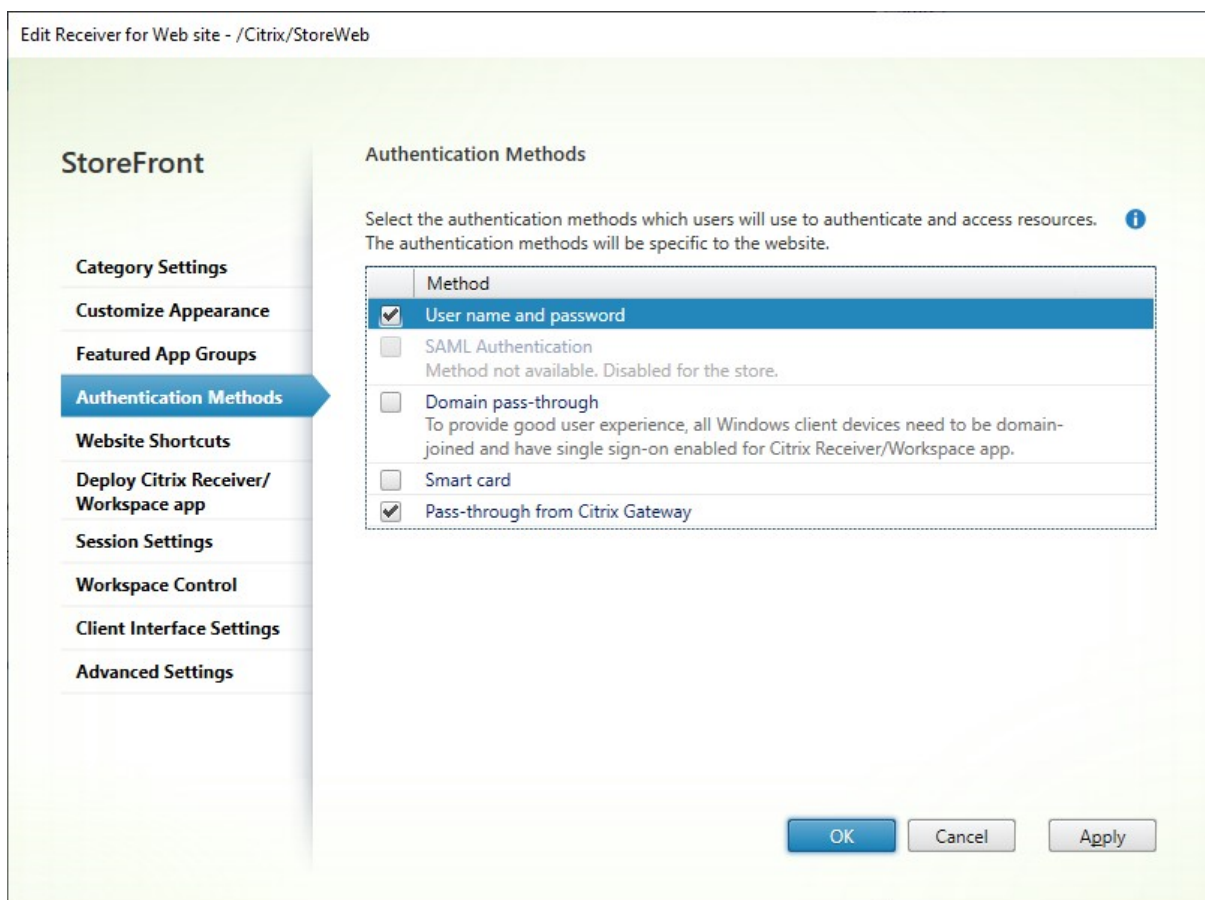 Edit Receiver for Web site - /Citrix/StoreWeb
StoreFront
Category Settings
Customize Appearance
Featured App Groups
Authentication Methods
Website Shortcuts
Deploy Citrix Receiver/
Workspace app
Session Settings
Workspace Control
Client Interface Settings
Advanced Settings
Authentication Methods
Select the authentication methods which users will use to authenticate and access resources.
The authentication methods will be specific to the website.
Method
User name and password
SAML Authentication
Method not available. Disabled for the store.
Domain pass-through
To provide good user experience, all Windows client devices need to be domain-
joined and have single sign-on enabled for Citrix Receiver/Workspace app.
Smart card
Pass-through from Citrix Gateway
OK
Cancel
Apply